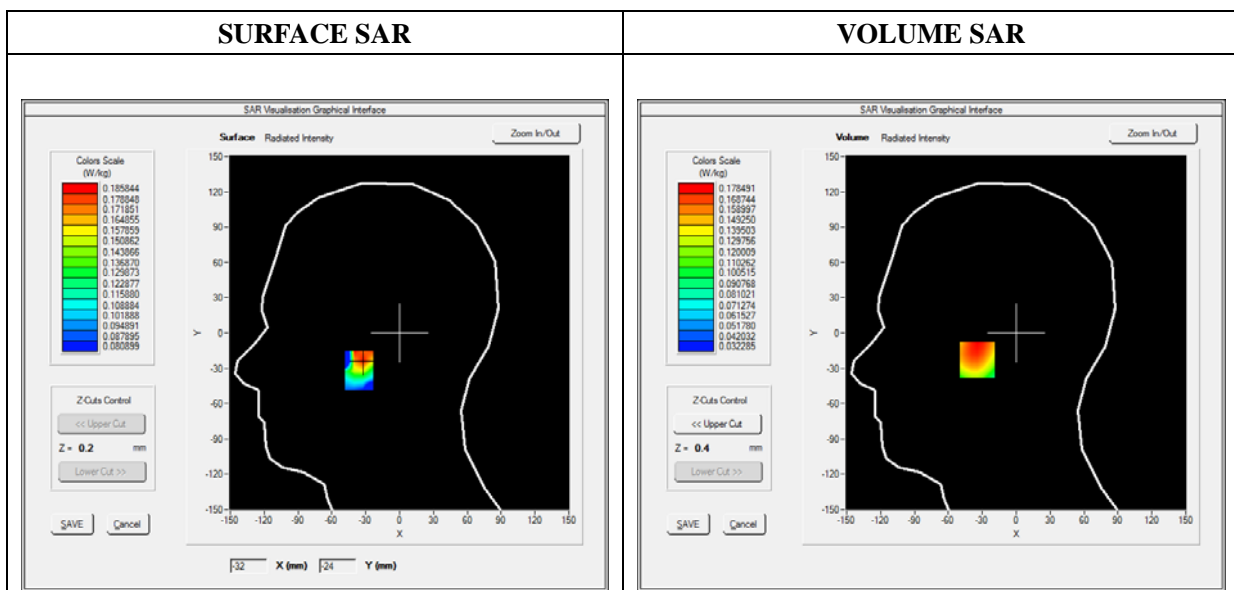 SURFACE SAR
VOLUME SAR
SAR Visualisation Graphical Interface
Surface Radiated Intensity
Zoom In/Out
Colors Scale
(W/kg)
0.185844
0.178848
0.171851
0.164855
0.157859
0.150862
0.143866
0.136870
0.129873
0.122877
0.115880
0.108884
0.101888
0.094891
0.087895
0.080899
Z-Cuts Control
<< Upper Cut
Z = 0.2 mm
Lower Cut >>
SAVE Cancel
150
120
90
60
30
0
-30
-60
-90
-120
-150
Y
-150 -120 -90 -60 -30 0 30 60 90 120 150
X
-32 X (mm) -24 Y (mm)
SAR Visualisation Graphical Interface
Volume Radiated Intensity
Zoom In/Out
Colors Scale
(W/kg)
0.178491
0.168744
0.158997
0.149250
0.139503
0.129756
0.120009
0.110262
0.100515
0.090768
0.081021
0.071274
0.061527
0.051780
0.042032
0.032285
Z-Cuts Control
<< Upper Cut
Z = 0.4 mm
Lower Cut >>
SAVE Cancel
150
120
90
60
30
0
-30
-60
-90
-120
-150
Y
-150 -120 -90 -60 -30 0 30 60 90 120 150
X